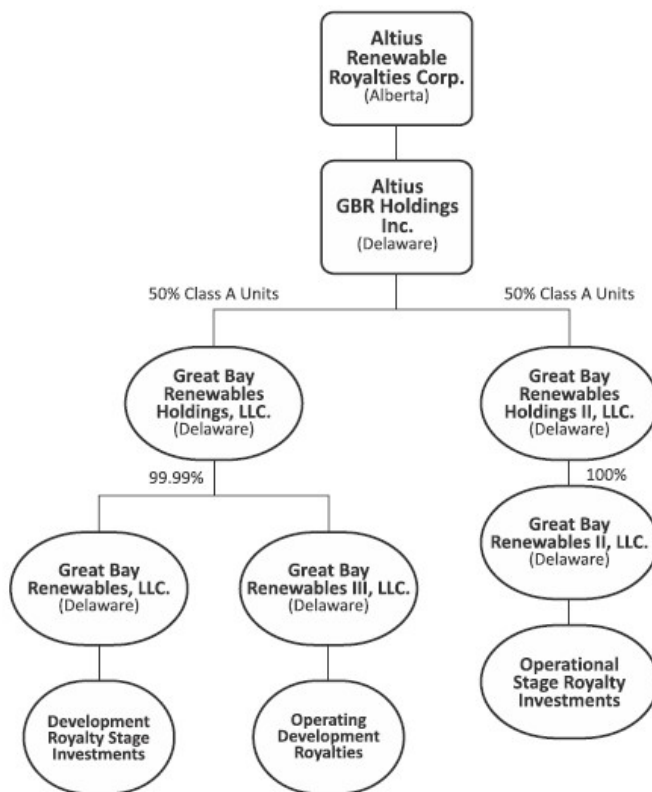 Altius
Renewable
Royalties Corp.
(Alberta)
Altius
GBR Holdings
Inc.
(Delaware)
50% Class A Units
50% Class A Units
Great Bay
Renewables
Holdings, LLC.
(Delaware)
Great Bay
Renewables
Holdings II, LLC.
(Delaware)
99.99%
100%
Great Bay
Renewables, LLC.
(Delaware)
Great Bay
Renewables III, LLC.
(Delaware)
Great Bay
Renewables II, LLC.
(Delaware)
Development
Royalty Stage
Investments
Operating
Development
Royalties
Operational
Stage Royalty
Investments